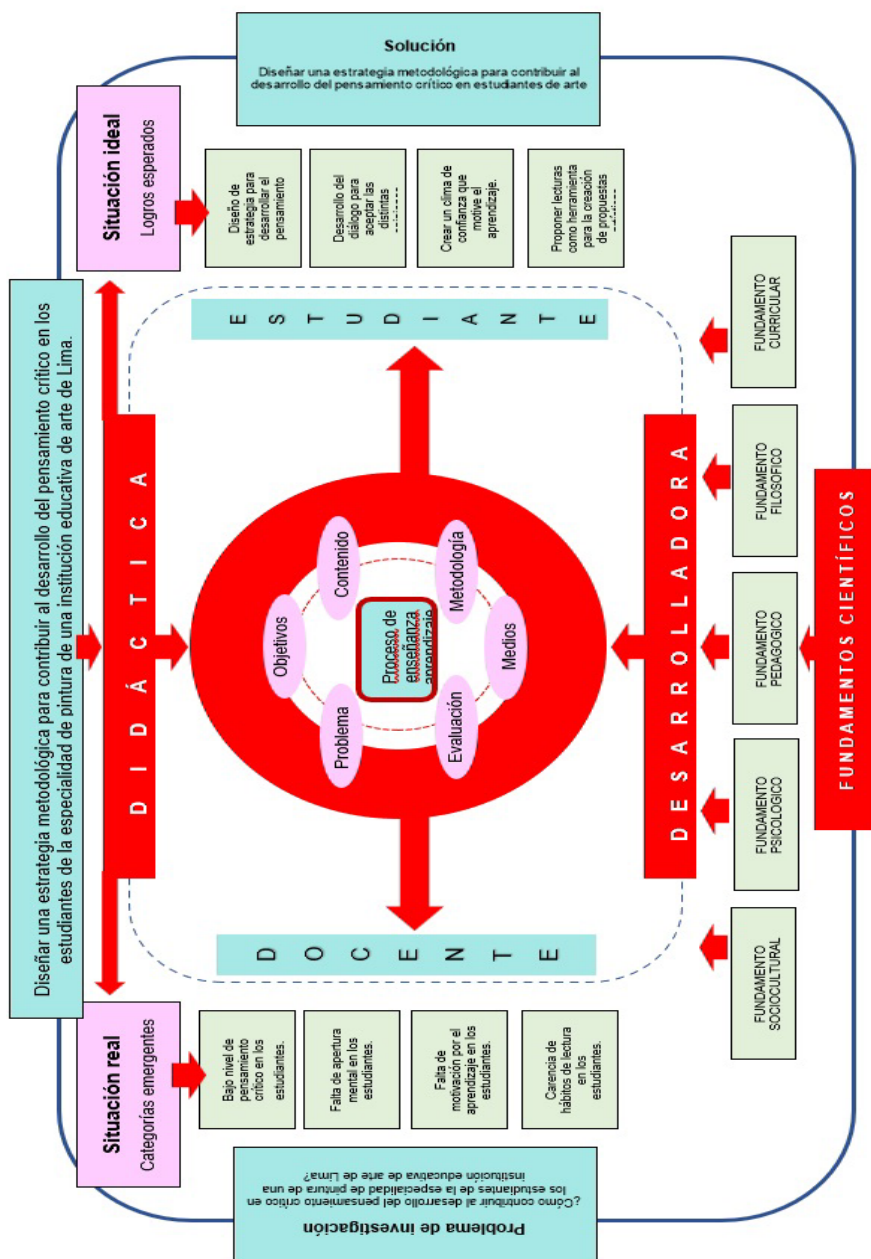 Diseñar una estrategia metodológica para contribuir al desarrollo del pensamiento crítico en los
estudiantes de la especialidad de pintura de una institución educativa de arte de Lima.
Situación real
Categorías emergentes
Situación ideal
Logros esperados
D I D Á C T I C A
Problema de investigación
¿Cómo contribuir al desarrollo del pensamiento crítico en
los estudiantes de la especialidad de pintura de una
institución educativa de arte de Lima?
Bajo nivel de
pensamiento
crítico en los
estudiantes.
Falta de apertura
mental en los
estudiantes.
Falta de
motivación por el
aprendizaje en los
estudiantes.
Carencia de
hábitos de lectura
en los
estudiantes.
D O C E N T E
Objetivos
Problema
Contenido
Proceso de
enseñanza
aprendizaje
Evaluación
Metodología
Medios
E S T U D I A N T E
Diseño de
estrategia para
desarrollar el
pensamiento
Desarrollo del
diálogo para
aceptar las
distintas
Crear un clima de
confianza que
motive el
aprendizaje.
Proponer lecturas
como herramienta
para la creación
de propuestas
Solución
Diseñar una estrategia metodológica para contribuir al
desarrollo del pensamiento crítico en estudiantes de arte
D E S A R R O L L A D O R A
FUNDAMENTO
SOCIOCULTURAL
FUNDAMENTO
PSICOLOGICO
FUNDAMENTO
PEDAGOGICO
FUNDAMENTO
FILOSOFICO
FUNDAMENTO
CURRICULAR
FUNDAMENTOS CIENTÍFICOS